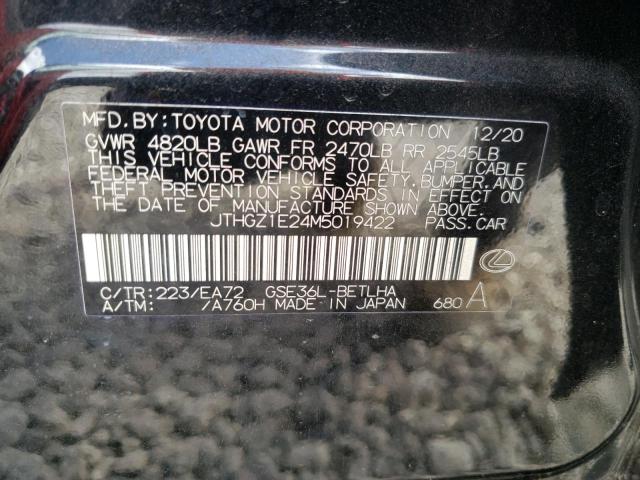 MFD. BY: TOYOTA MOTOR CORPORATION 12/20
GVWR 4820LB GAWR FR 2470LB RR 2545LB
THIS VEHICLE CONFORMS TO ALL APPLICABLE
FEDERAL MOTOR VEHICLE SAFETY, BUMPER, AND
THEFT PREVENTION STANDARDS IN EFFECT ON
THE DATE OF MANUFACTURE SHOWN ABOVE.
JTHGZ1E24M5019422 PASS.CAR
C/TR:223/EA72 GSE36L-BETLHA
A/TM: /A760H MADE IN JAPAN 680 A